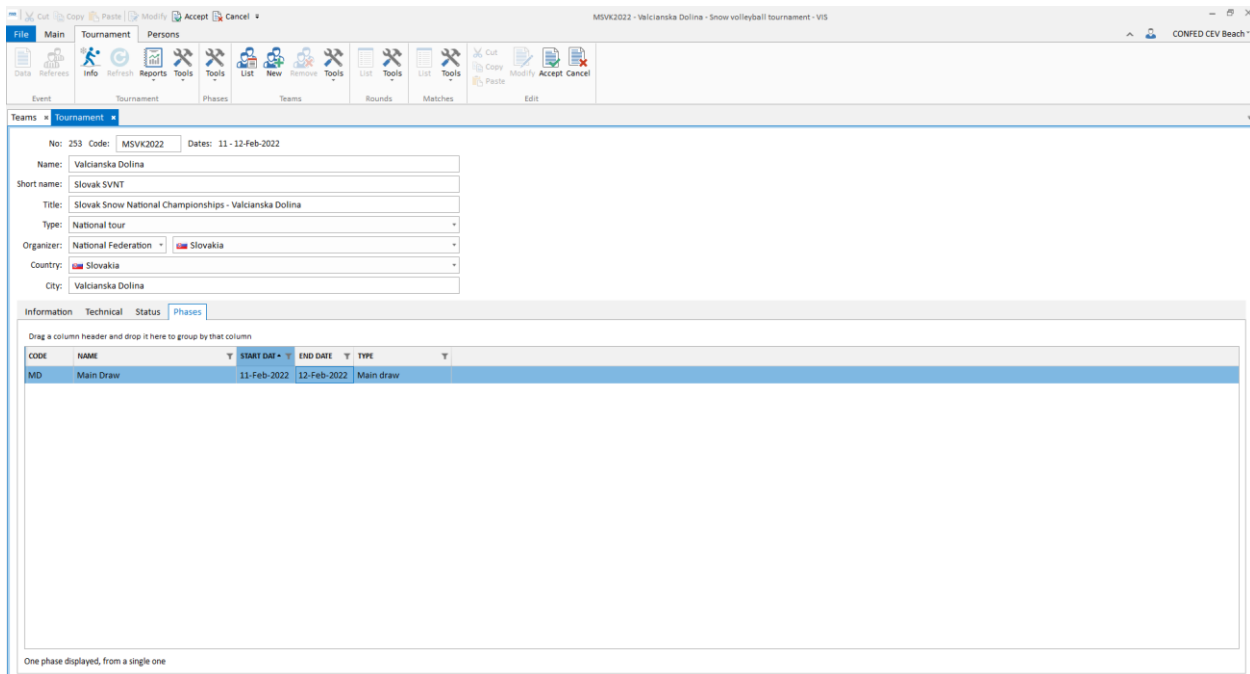 Cut Copy Paste Modify Accept Cancel
MSVK2022 - Valcianska Dolina - Snow volleyball tournament - VIS
File Main Tournament Persons
CONFED CEV Beach
Data Referees Info Refresh Reports Tools Tools List New Remove Tools List Tools List Tools Cut Copy Paste Modify Accept Cancel
Event Tournament Phases Teams Rounds Matches Edit
Teams Tournament
No: 253 Code: MSVK2022 Dates: 11 - 12-Feb-2022
Name: Valcianska Dolina
Short name: Slovak SVNT
Title: Slovak Snow National Championships - Valcianska Dolina
Type: National tour
Organizer: National Federation Slovakia
Country: Slovakia
City: Valcianska Dolina
Information Technical Status Phases
Drag a column header and drop it here to group by that column
CODE NAME START DAT END DATE TYPE
MD Main Draw 11-Feb-2022 12-Feb-2022 Main draw
One phase displayed, from a single one